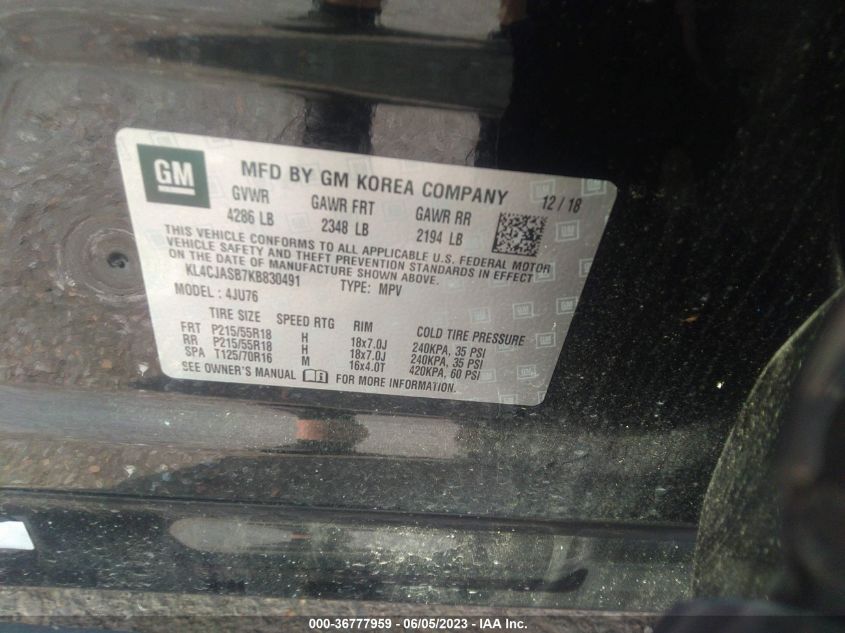 GM
MFD BY GM KOREA COMPANY 12/18
GVWR GAWR FRT GAWR RR
4286 LB 2348 LB 2194 LB
THIS VEHICLE CONFORMS TO ALL APPLICABLE U.S. FEDERAL MOTOR
VEHICLE SAFETY AND THEFT PREVENTION STANDARDS IN EFFECT
ON THE DATE OF MANUFACTURE SHOWN ABOVE.
KL4CJASB7KB830491 TYPE: MPV
MODEL: 4JU76
TIRE SIZE SPEED RTG RIM COLD TIRE PRESSURE
FRT P215/55R18 H 18x7.0J 240KPA, 35 PSI
RR P215/55R18 H 18x7.0J 240KPA, 35 PSI
SPA T125/70R16 M 16x4.0T 420KPA, 60 PSI
SEE OWNER'S MANUAL FOR MORE INFORMATION.
000-36777959 - 06/05/2023 - IAA Inc.